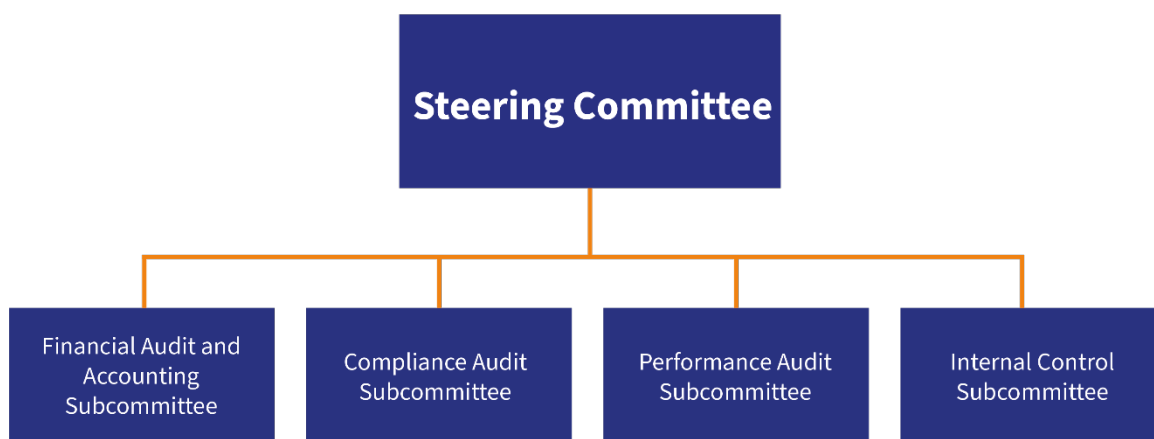 Steering Committee
Financial Audit and
Accounting
Subcommittee
Compliance Audit
Subcommittee
Performance Audit
Subcommittee
Internal Control
Subcommittee